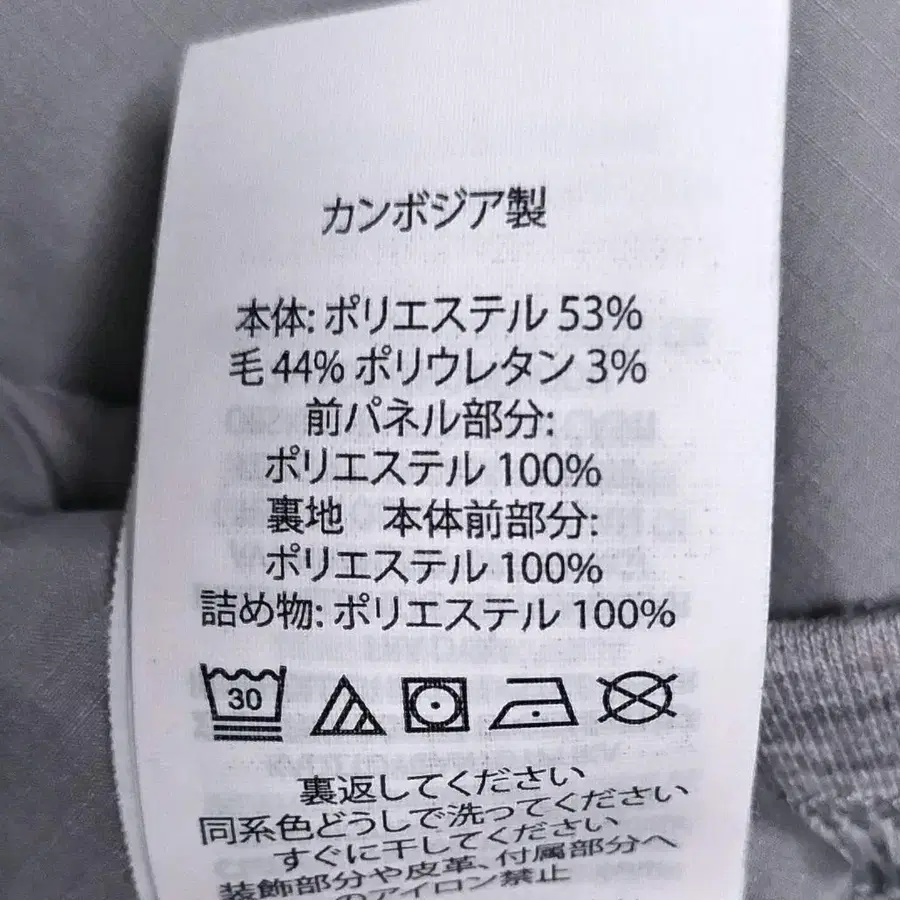 カンボジア製
本体: ポリエステル 53%
毛 44% ポリウレタン 3%
前パネル部分:
ポリエステル 100%
裏地　本体前部分:
ポリエステル 100%
詰め物: ポリエステル 100%
30
裏返してください
同系色どうしで洗ってください
すぐに干してください
装飾部分や皮革、付属部分へ
のアイロン禁止